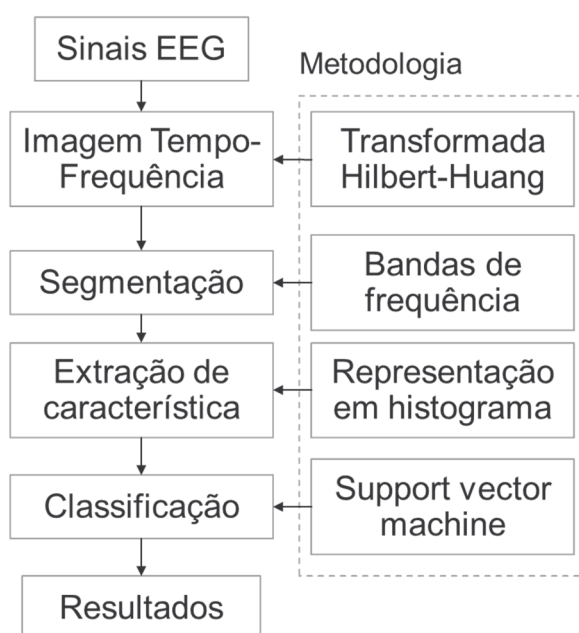 Sinais EEG
Metodologia
Imagem Tempo-
Frequência
Transformada
Hilbert-Huang
Segmentação
Bandas de
frequência
Extração de
característica
Representação
em histograma
Classificação
Support vector
machine
Resultados